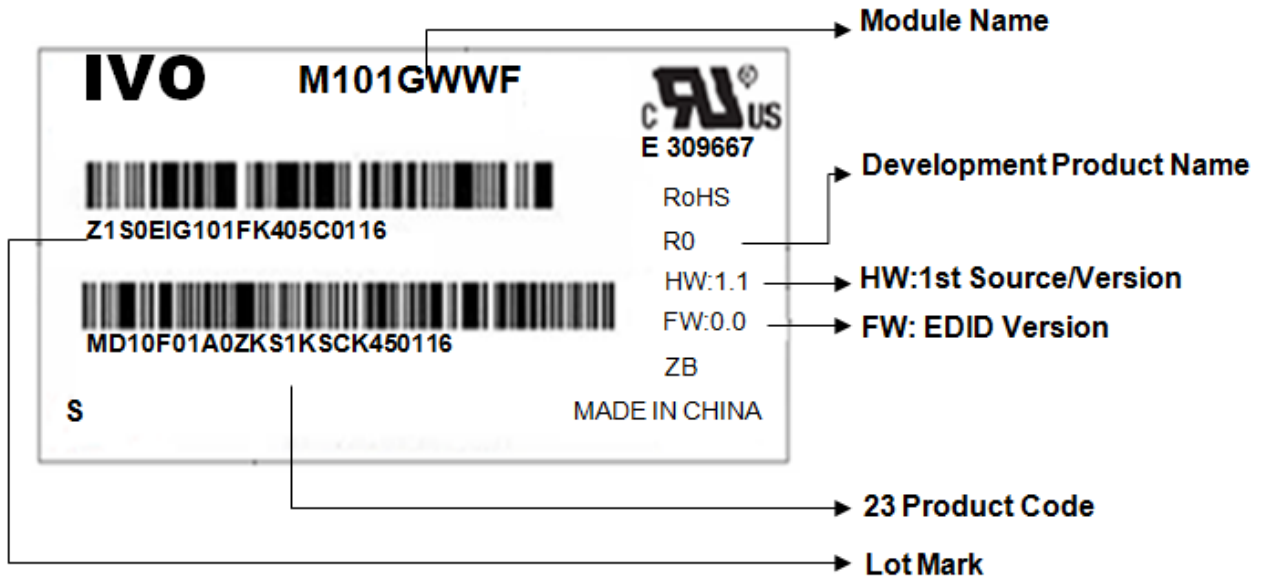 Module Name
IVO M101GWWF
C RU ® US
E 309667
Development Product Name
RoHS
Z1S0EIG101FK405C0116
R0
HW:1.1
HW:1st Source/Version
FW:0.0
FW: EDID Version
MD10F01A0ZKS1KSCK450116
ZB
S
MADE IN CHINA
23 Product Code
Lot Mark